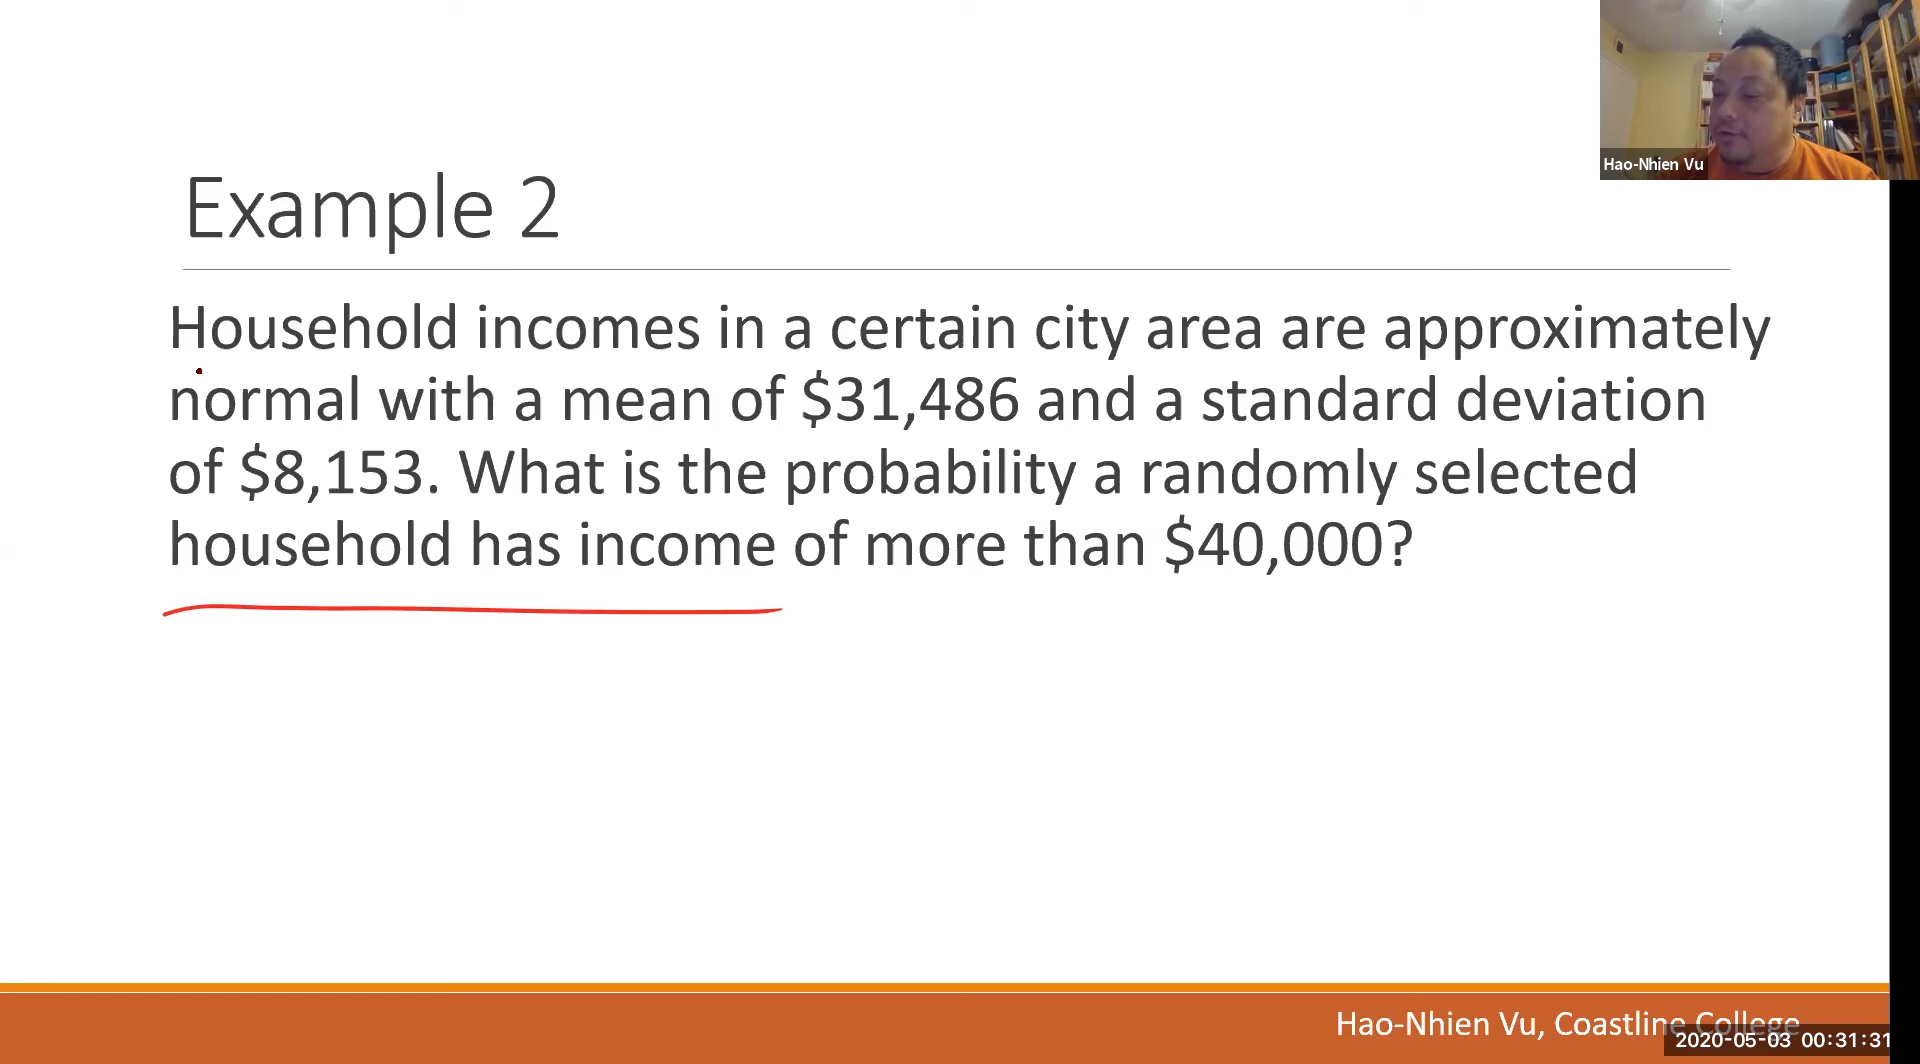 Hao-Nhien Vu
Example 2
Household incomes in a certain city area are approximately
normal with a mean of $31,486 and a standard deviation
of $8,153. What is the probability a randomly selected
household has income of more than $40,000?
Hao-Nhien Vu, Coastline College
2020-05-03 00:31:31